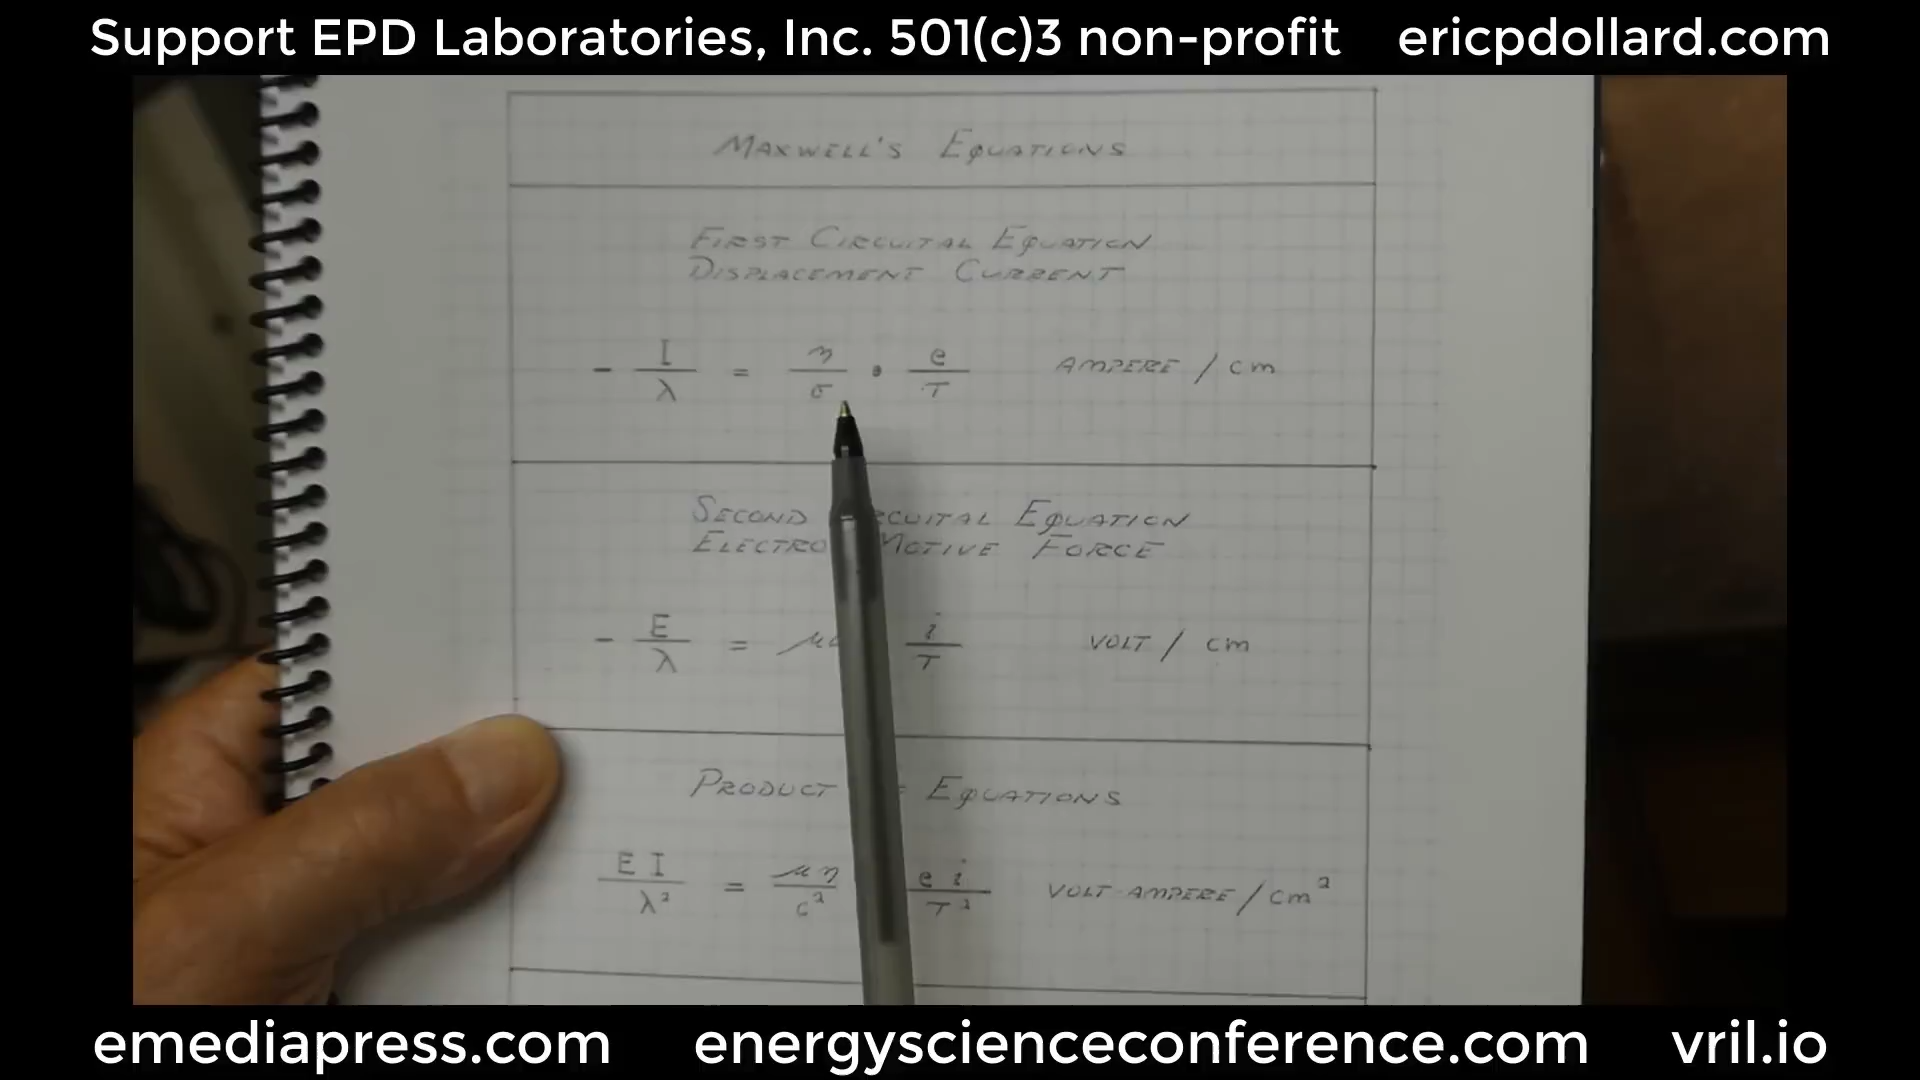 Support EPD Laboratories, Inc. 501(c)3 non-profit ericpdollard.com
MAXWELL'S EQUATIONS
FIRST CIRCUITAL EQUATION
DISPLACEMENT CURRENT
- I/λ = η/σ • e/T AMPERE / cm
SECOND EQUATION
ELECTRO MOTIVE FORCE
- E/λ = i/T VOLT / cm
PRODUCT EQUATIONS
E I/λ² = μη/c² e i/T² VOLT-AMPERE / cm²
emediapress.com energyscienceconference.com vril.io